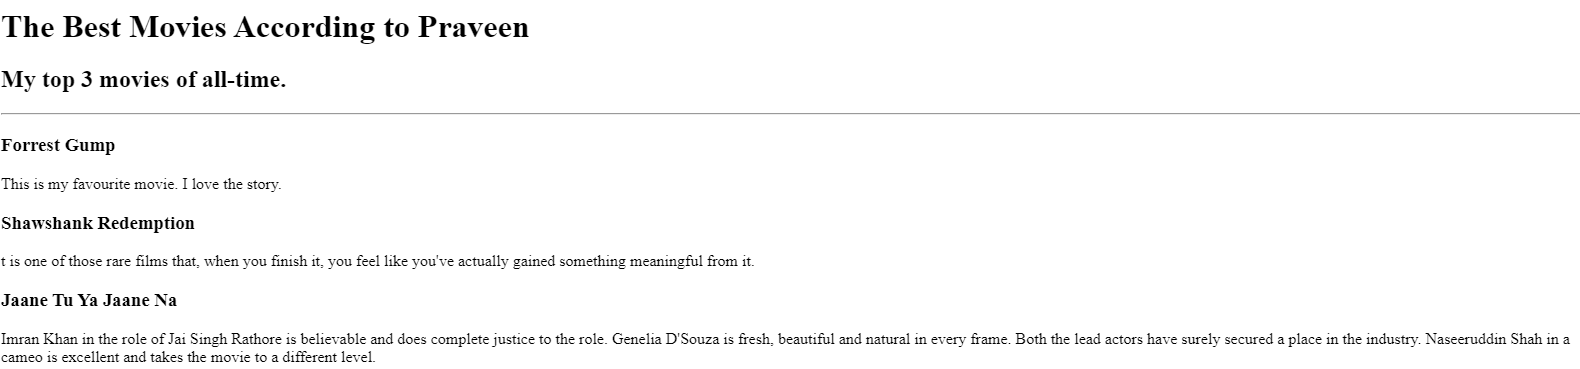 The Best Movies According to Praveen
My top 3 movies of all-time.
Forrest Gump
This is my favourite movie. I love the story.
Shawshank Redemption
t is one of those rare films that, when you finish it, you feel like you've actually gained something meaningful from it.
Jaane Tu Ya Jaane Na
Imran Khan in the role of Jai Singh Rathore is believable and does complete justice to the role. Genelia D'Souza is fresh, beautiful and natural in every frame. Both the lead actors have surely secured a place in the industry. Naseeruddin Shah in a
cameo is excellent and takes the movie to a different level.